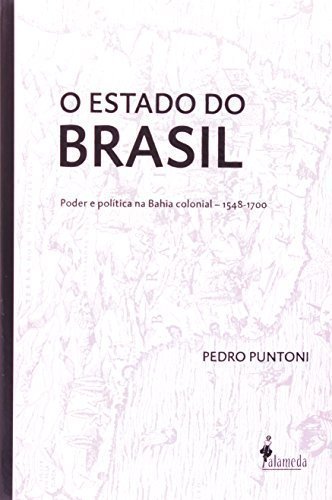 O ESTADO DO
BRASIL
Poder e política na Bahia colonial – 1548-1700
PEDRO PUNTONI
alameda